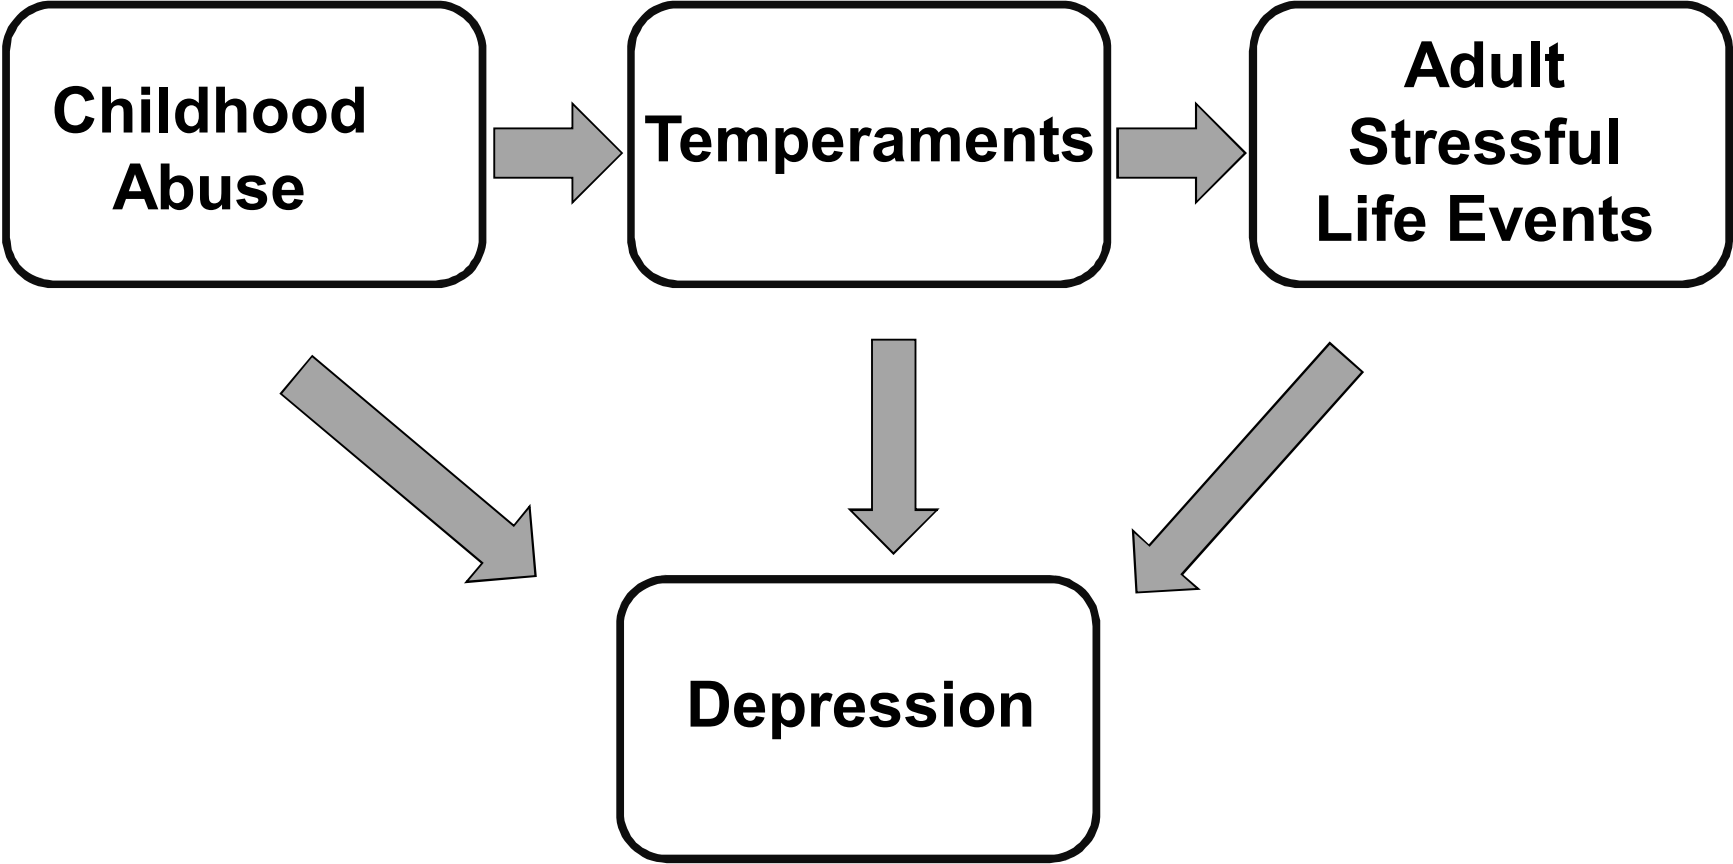 Childhood
Abuse
Temperaments
Adult
Stressful
Life Events
Depression